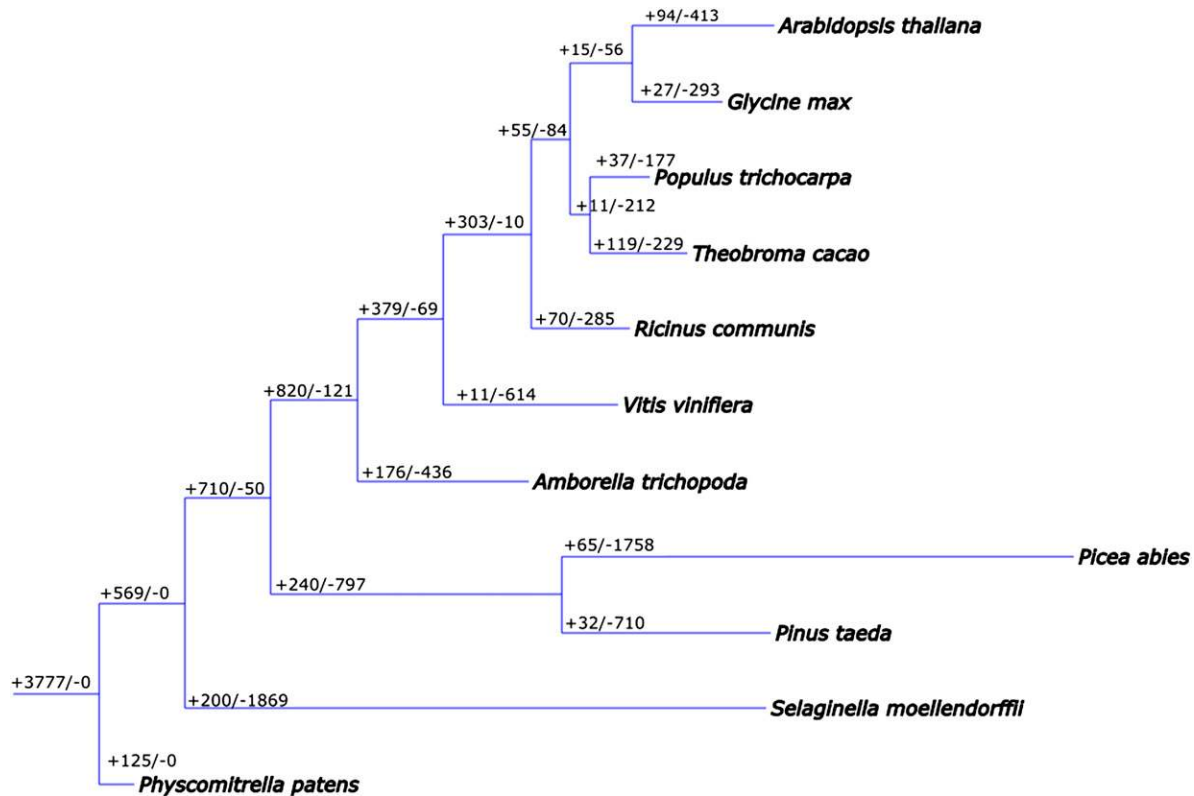 +94/-413
Arabidopsis thaliana
+15/-56
+27/-293
Glycine max
+55/-84
+37/-177
Populus trichocarpa
+11/-212
+303/-10
+119/-229
Theobroma cacao
+379/-69
+70/-285
Ricinus communis
+820/-121
+11/-614
Vitis vinifiera
+176/-436
Amborella trichopoda
+710/-50
+65/-1758
Picea abies
+240/-797
+569/-0
+32/-710
Pinus taeda
+3777/-0
+200/-1869
Selaginella moellendorffii
+125/-0
Physcomitrella patens